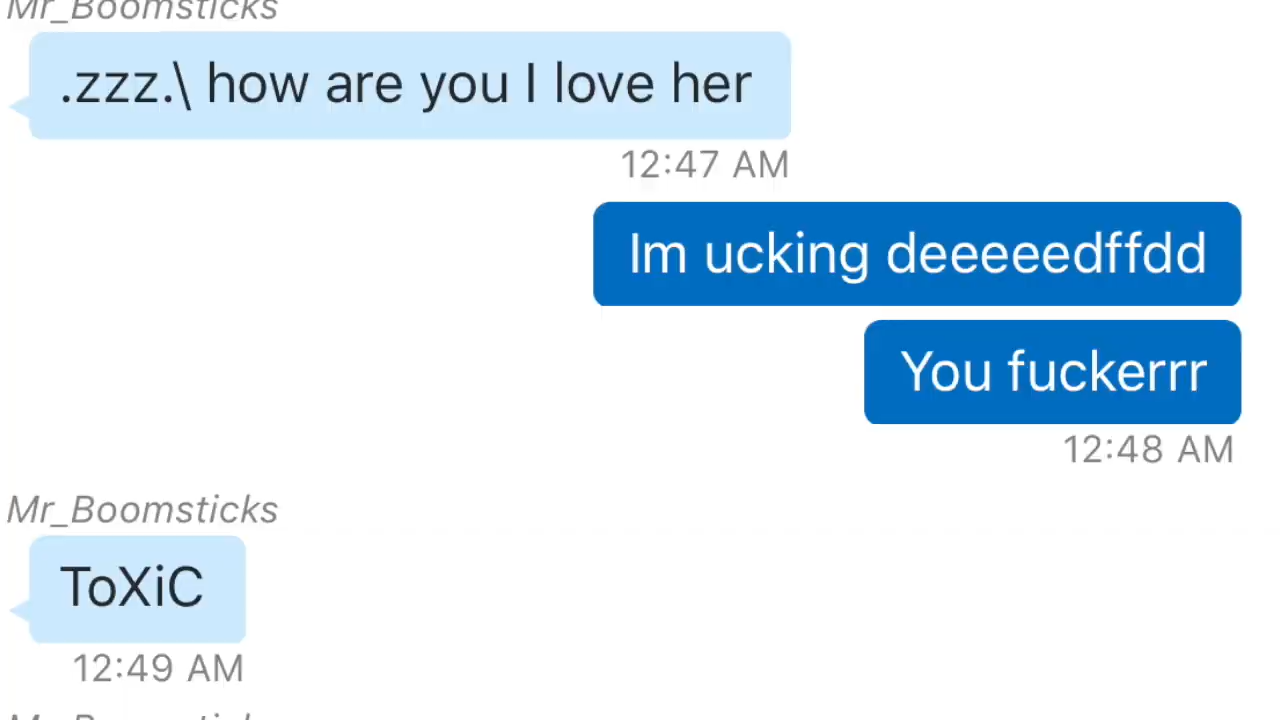 Mr_Boomsticks
.zzz.\ how are you I love her
12:47 AM
Im ucking deeeeedffdd
You fuckerrr
12:48 AM
Mr_Boomsticks
ToXiC
12:49 AM
Mr_Boomsticks